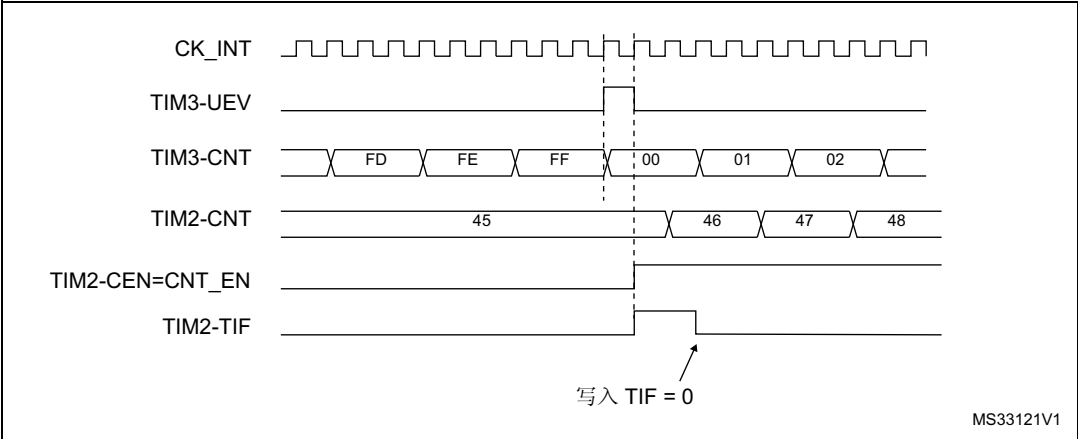 CK_INT
TIM3-UEV
TIM3-CNT FD FE FF 00 01 02
TIM2-CNT 45 46 47 48
TIM2-CEN=CNT_EN
TIM2-TIF
写入 TIF = 0
MS33121V1